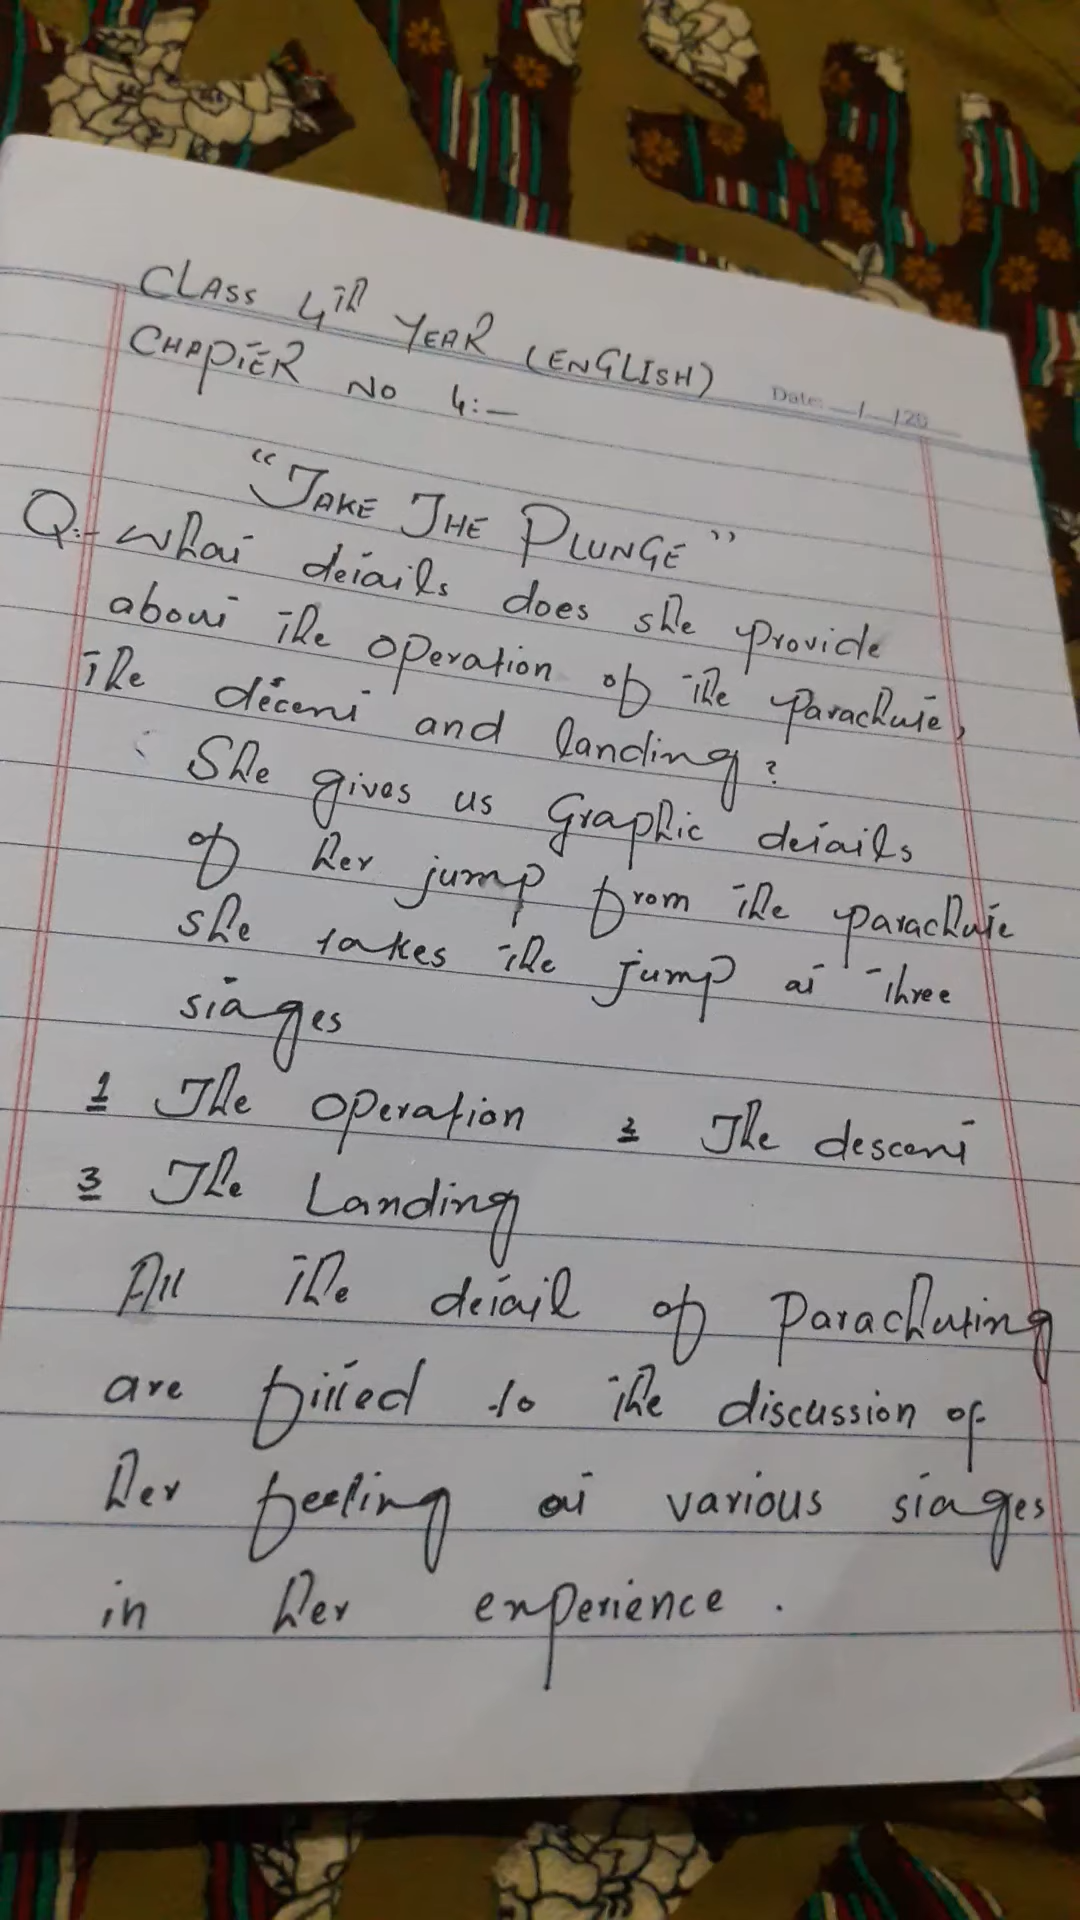 CLASS 4th YEAR (ENGLISH)
CHAPTER NO 4:-
Date: __/__/20
"TAKE THE PLUNGE"
Q:- What details does she provide
about the operation of the parachute,
the decent and landing?
She gives us Graphic details
of her jump from the parachute
she takes the jump at three
stages
1 The operation 2 The descent
3 The Landing
All the detail of Parachuting
are fitted to the discussion of
her feeling at various stages
in her experience.